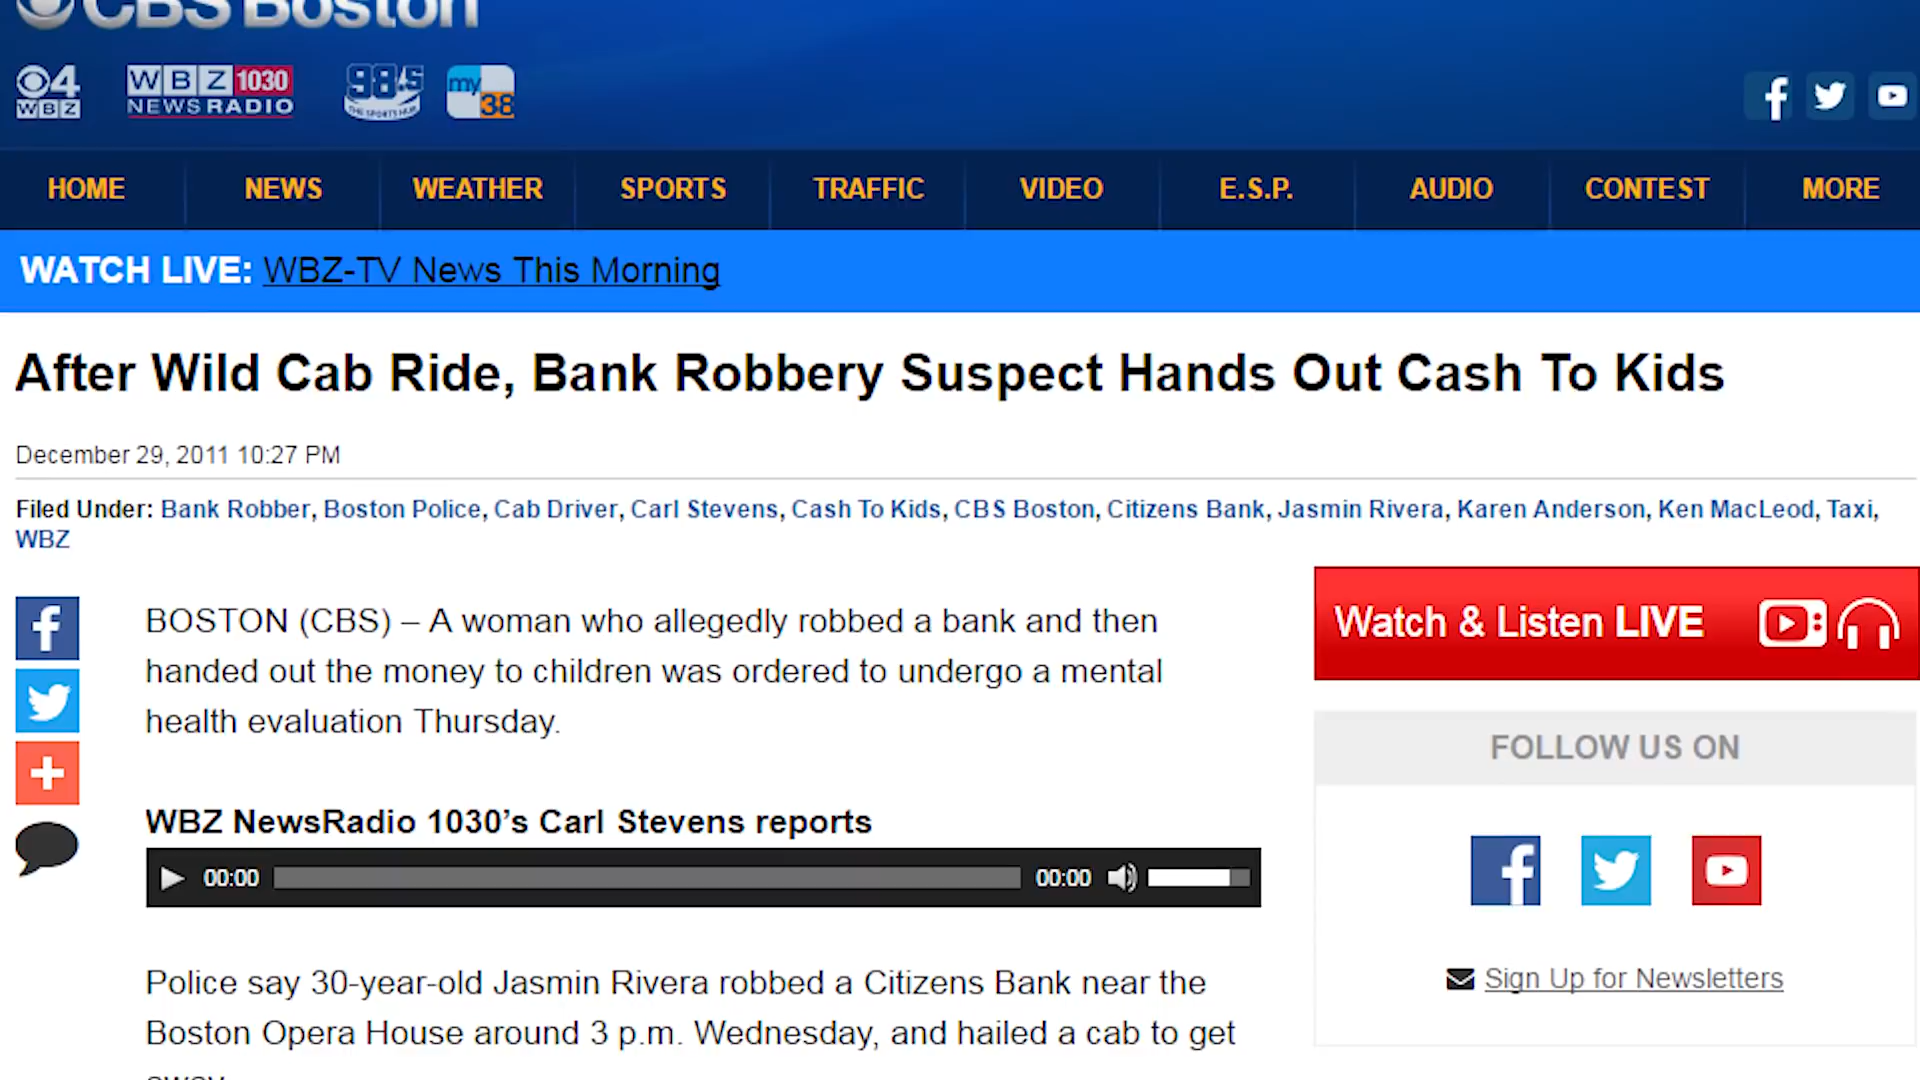 CBS Boston
4
WBZ
WBZ 1030
NEWSRADIO
98.5
THE SPORTS HUB
my
38
HOME NEWS WEATHER SPORTS TRAFFIC VIDEO E.S.P. AUDIO CONTEST MORE
WATCH LIVE: WBZ-TV News This Morning
After Wild Cab Ride, Bank Robbery Suspect Hands Out Cash To Kids
December 29, 2011 10:27 PM
Filed Under: Bank Robber, Boston Police, Cab Driver, Carl Stevens, Cash To Kids, CBS Boston, Citizens Bank, Jasmin Rivera, Karen Anderson, Ken MacLeod, Taxi,
WBZ
BOSTON (CBS) – A woman who allegedly robbed a bank and then
handed out the money to children was ordered to undergo a mental
health evaluation Thursday.
WBZ NewsRadio 1030’s Carl Stevens reports
00:00 00:00
Police say 30-year-old Jasmin Rivera robbed a Citizens Bank near the
Boston Opera House around 3 p.m. Wednesday, and hailed a cab to get
Watch & Listen LIVE
FOLLOW US ON
Sign Up for Newsletters